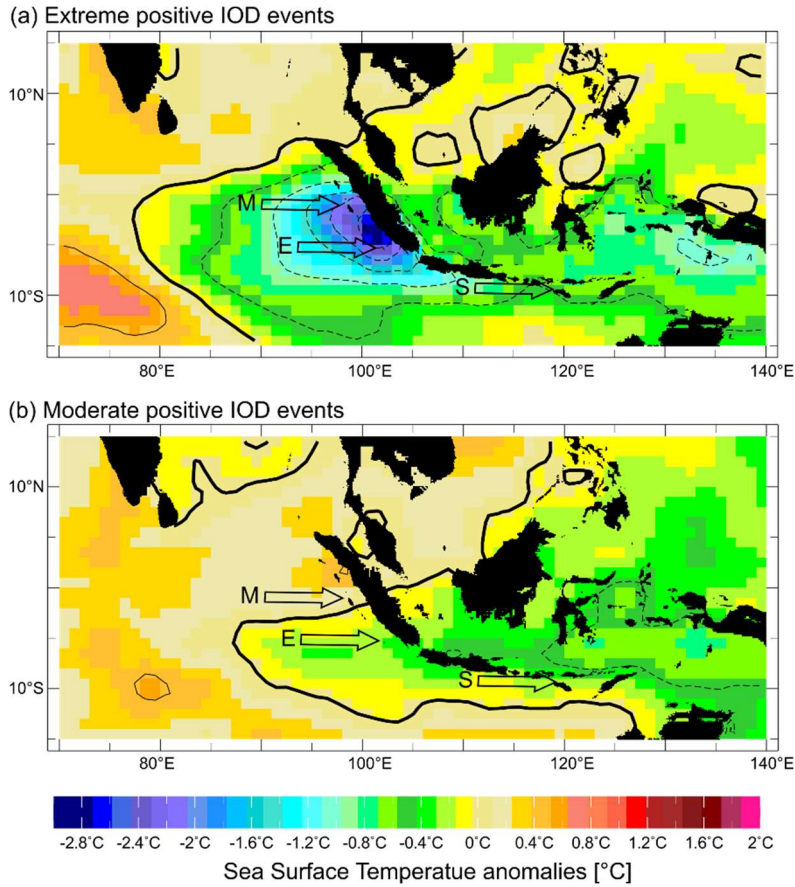 (a) Extreme positive IOD events
10°N
M
E
S
10°S
80°E 100°E 120°E 140°E
(b) Moderate positive IOD events
10°N
M
E
S
10°S
80°E 100°E 120°E 140°E
-2.8°C -2.4°C -2°C -1.6°C -1.2°C -0.8°C -0.4°C 0°C 0.4°C 0.8°C 1.2°C 1.6°C 2°C
Sea Surface Temperatue anomalies [°C]